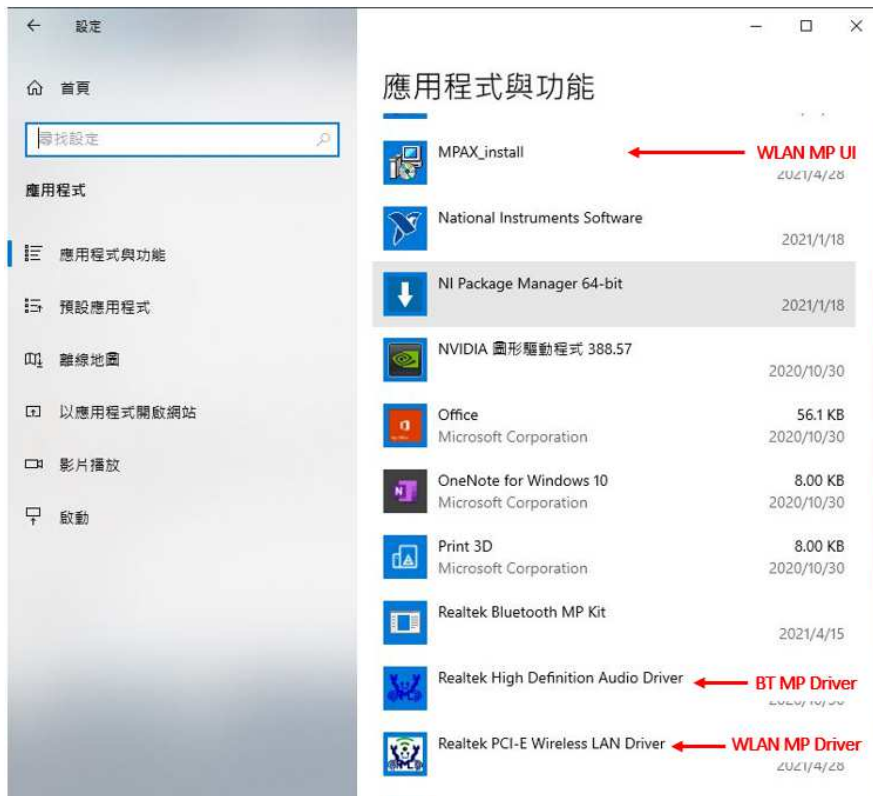 設定
首頁
尋找設定
應用程式
應用程式與功能
預設應用程式
離線地圖
以應用程式開啟網站
影片播放
啟動
應用程式與功能
MPAX_install
WLAN MP UI
2021/4/28
National Instruments Software
2021/1/18
NI Package Manager 64-bit
2021/1/18
NVIDIA 圖形驅動程式 388.57
2020/10/30
Office 56.1 KB
Microsoft Corporation 2020/10/30
OneNote for Windows 10 8.00 KB
Microsoft Corporation 2020/10/30
Print 3D 8.00 KB
Microsoft Corporation 2020/10/30
Realtek Bluetooth MP Kit
2021/4/15
Realtek High Definition Audio Driver BT MP Driver
Realtek PCI-E Wireless LAN Driver WLAN MP Driver
2021/4/28